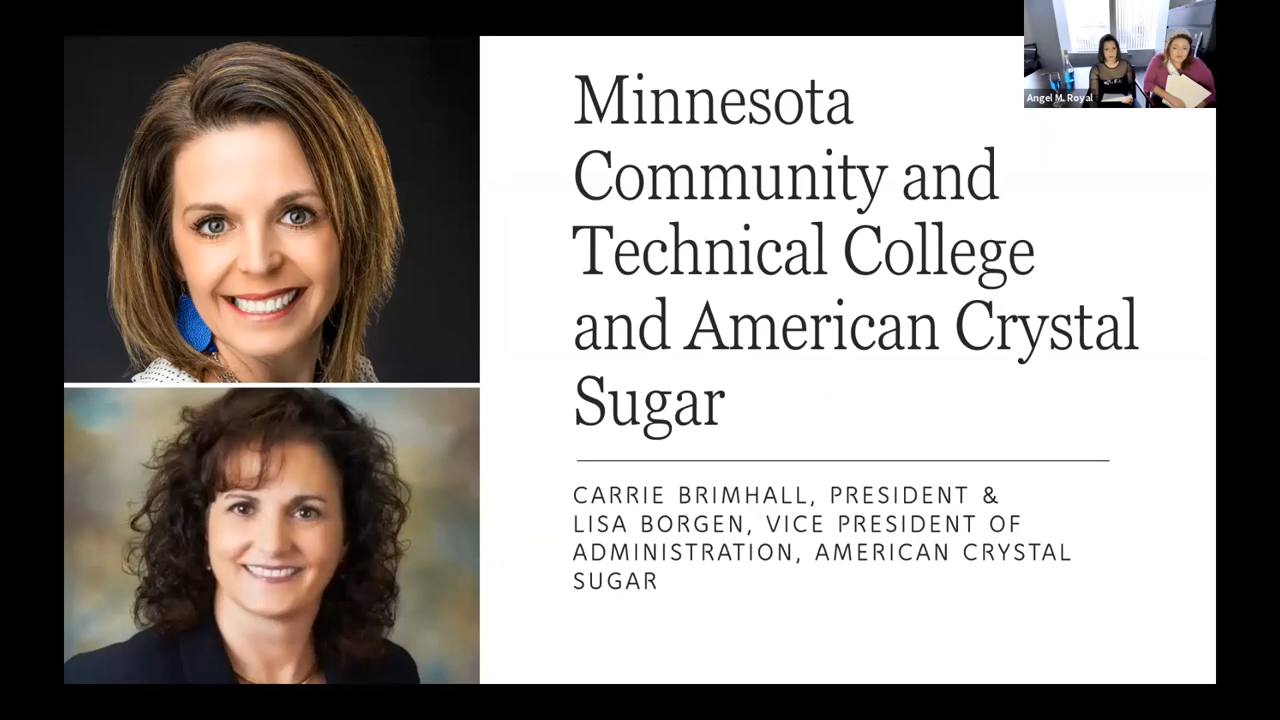 Minnesota
Community and
Technical College
and American Crystal
Sugar
CARRIE BRIMHALL, PRESIDENT &
LISA BORGEN, VICE PRESIDENT OF
ADMINISTRATION, AMERICAN CRYSTAL
SUGAR
Angel M. Royal